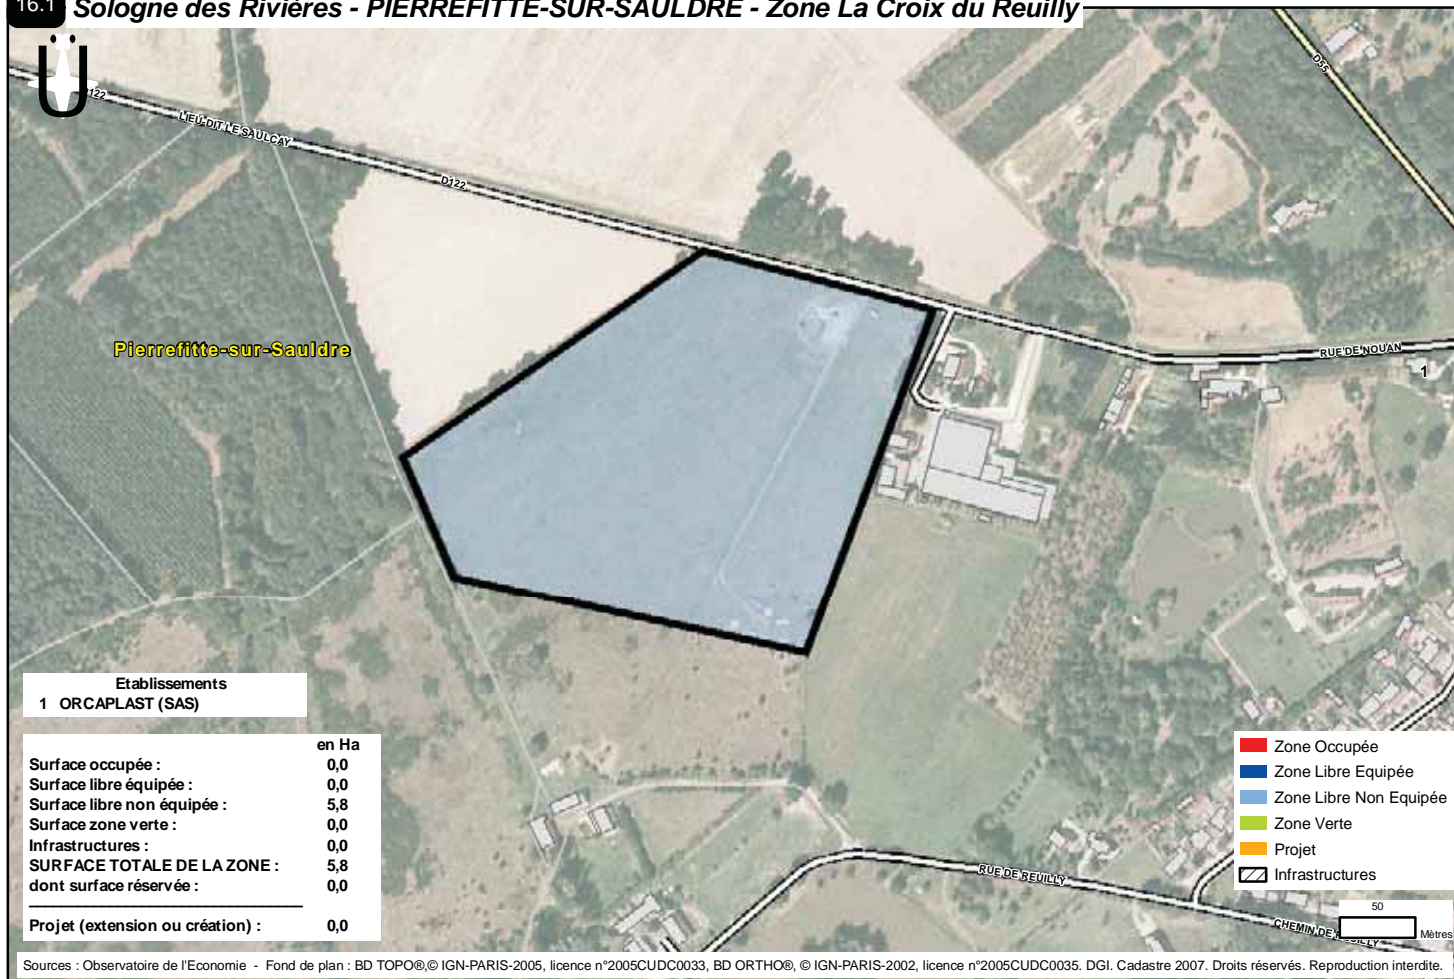 16.1 Sologne des Rivières - PIERREFITTE-SUR-SAULDRE - Zone La Croix du Reuilly
Ü
D122
LIEU-DIT LE SAULCAY
D122
D55
Pierrefitte-sur-Sauldre
RUE DE NOUAN
1
Etablissements
1 ORCAPLAST (SAS)
en Ha
Surface occupée : 0,0
Surface libre équipée : 0,0
Surface libre non équipée : 5,8
Surface zone verte : 0,0
Infrastructures : 0,0
SURFACE TOTALE DE LA ZONE : 5,8
dont surface réservée : 0,0
Projet (extension ou création) : 0,0
Zone Occupée
Zone Libre Equipée
Zone Libre Non Equipée
Zone Verte
Projet
Infrastructures
RUE DE REUILLY
CHEMIN DE REUILLY
50
Mètres
Sources : Observatoire de l'Economie - Fond de plan : BD TOPO®,© IGN-PARIS-2005, licence n°2005CUDC0033, BD ORTHO®, © IGN-PARIS-2002, licence n°2005CUDC0035. DGI. Cadastre 2007. Droits réservés. Reproduction interdite.